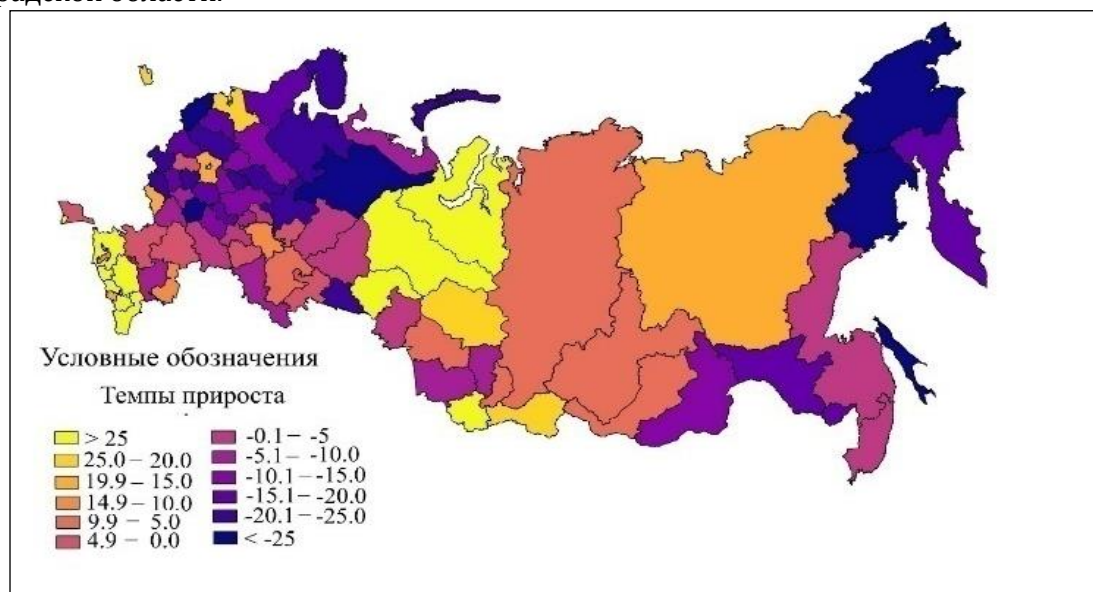 Условные обозначения
Темпы прироста
> 25
25.0 – 20.0
19.9 – 15.0
14.9 – 10.0
9.9 – 5.0
4.9 – 0.0
-0.1 – -5
-5.1 – -10.0
-10.1 – -15.0
-15.1 – -20.0
-20.1 – -25.0
< -25